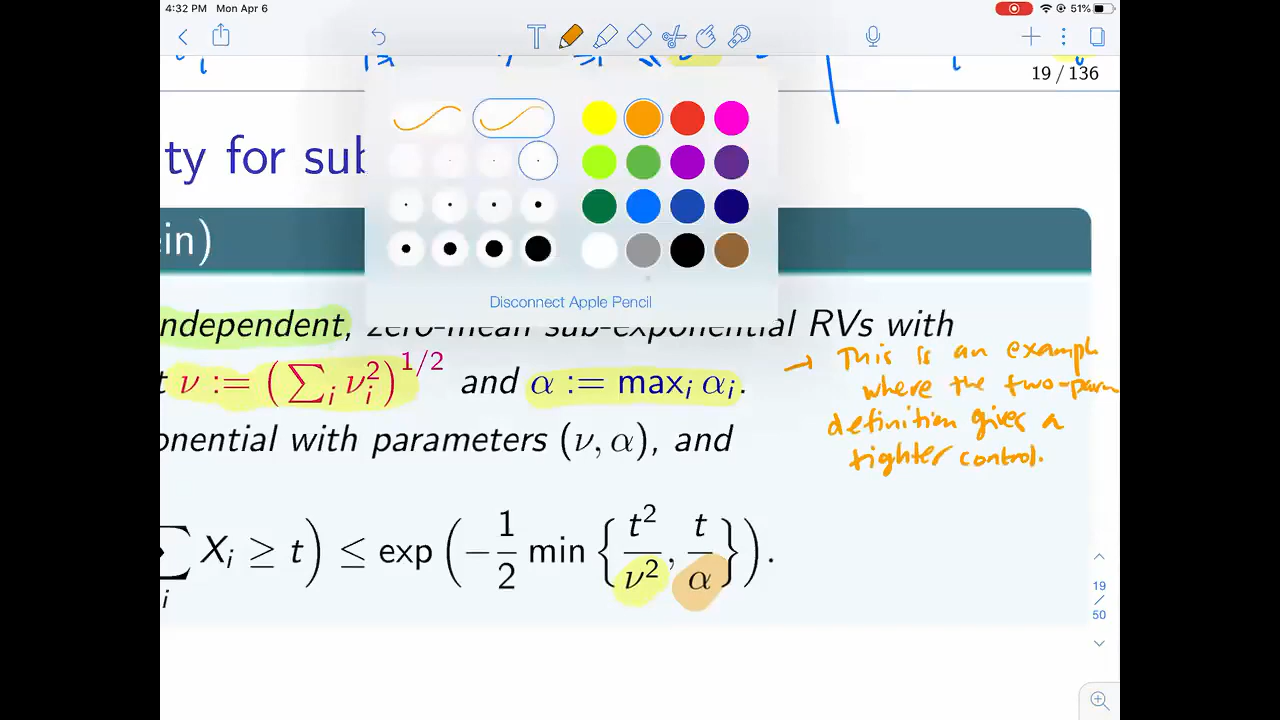 4:32 PM Mon Apr 6
51%
T
19 / 136
ty for sub
ein)
Disconnect Apple Pencil
ndependent, zero-mean sub-exponential RVs with
t ν := (∑ᵢ νᵢ²)^{1/2} and α := maxᵢ αᵢ.
onential with parameters (ν, α), and
→ This is an example
where the two-param
definition gives a
tighter control.
∑ᵢ Xᵢ ≥ t) ≤ exp(−1/2 min{t²/ν², t/α}).
19
/
50